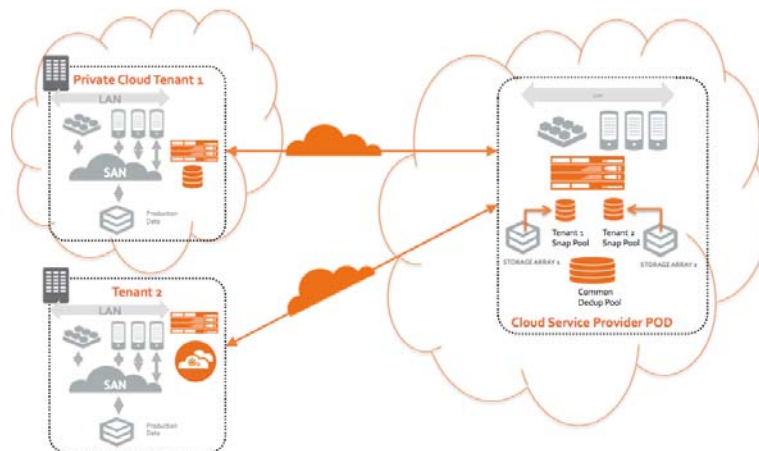 Private Cloud Tenant 1
LAN
SAN
Production
Data
Tenant 2
LAN
SAN
Production
Data
Tenant 1
Snap Pool
Tenant 2
Snap Pool
STORAGE ARRAY 1
STORAGE ARRAY 2
Common
Dedup Pool
Cloud Service Provider POD